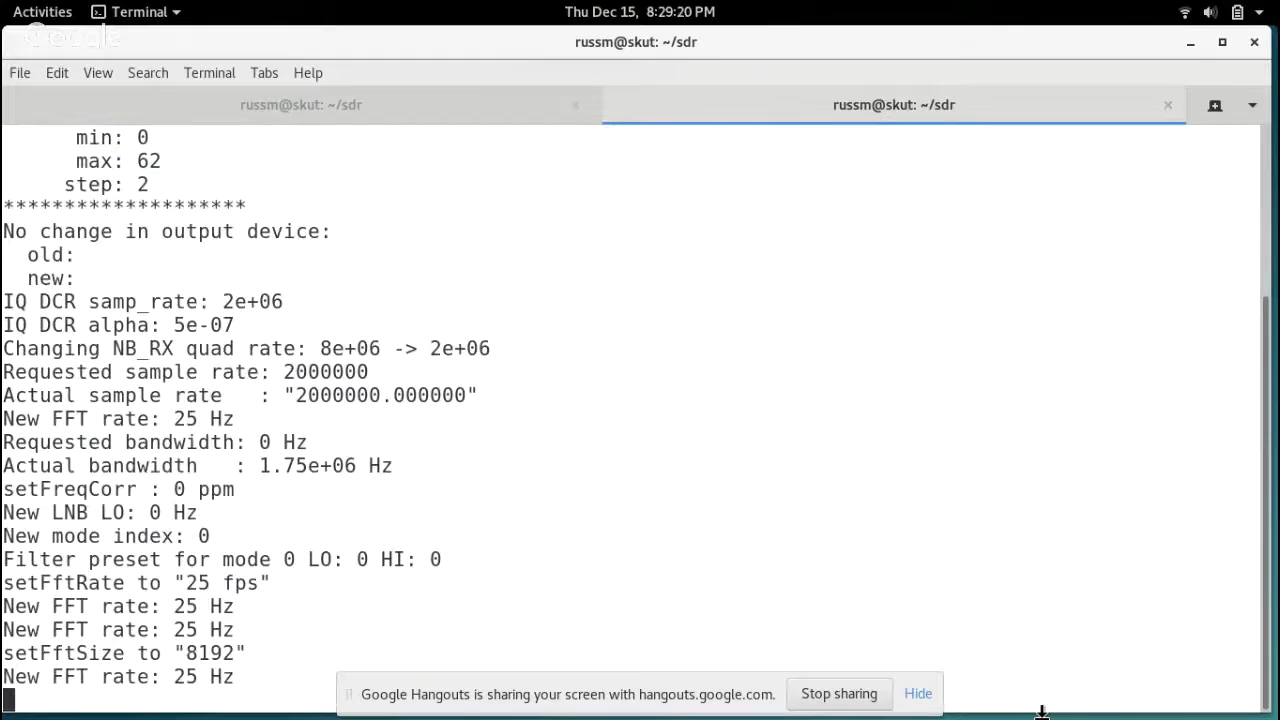 Activities Terminal Thu Dec 15, 8:29:20 PM
Google
russm@skut: ~/sdr
File Edit View Search Terminal Tabs Help
russm@skut: ~/sdr × russm@skut: ~/sdr ×
min: 0
max: 62
step: 2
********************
No change in output device:
old:
new:
IQ DCR samp_rate: 2e+06
IQ DCR alpha: 5e-07
Changing NB_RX quad rate: 8e+06 -> 2e+06
Requested sample rate: 2000000
Actual sample rate   : "2000000.000000"
New FFT rate: 25 Hz
Requested bandwidth: 0 Hz
Actual bandwidth   : 1.75e+06 Hz
setFreqCorr : 0 ppm
New LNB LO: 0 Hz
New mode index: 0
Filter preset for mode 0 LO: 0 HI: 0
setFftRate to "25 fps"
New FFT rate: 25 Hz
New FFT rate: 25 Hz
setFftSize to "8192"
New FFT rate: 25 Hz
Google Hangouts is sharing your screen with hangouts.google.com. Stop sharing Hide